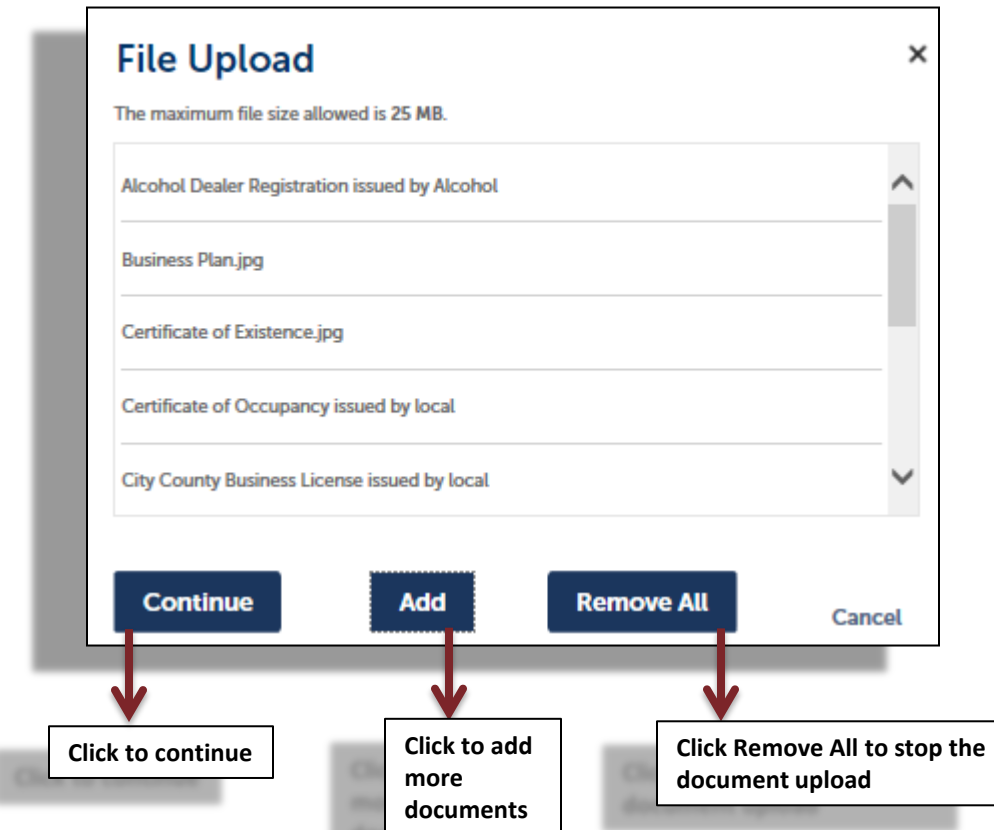 File Upload
The maximum file size allowed is 25 MB.
Alcohol Dealer Registration issued by Alcohol
Business Plan.jpg
Certificate of Existence.jpg
Certificate of Occupancy issued by local
City County Business License issued by local
Continue
Add
Remove All
Cancel
Click to continue
Click to add
more
documents
Click Remove All to stop the
document upload